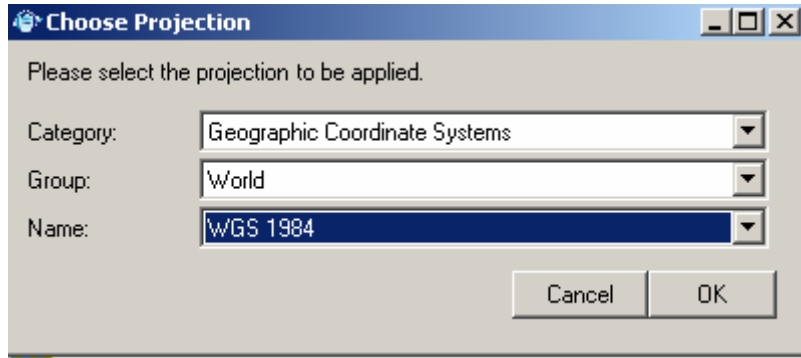 Choose Projection
Please select the projection to be applied.
Category: Geographic Coordinate Systems
Group: World
Name: WGS 1984
Cancel OK